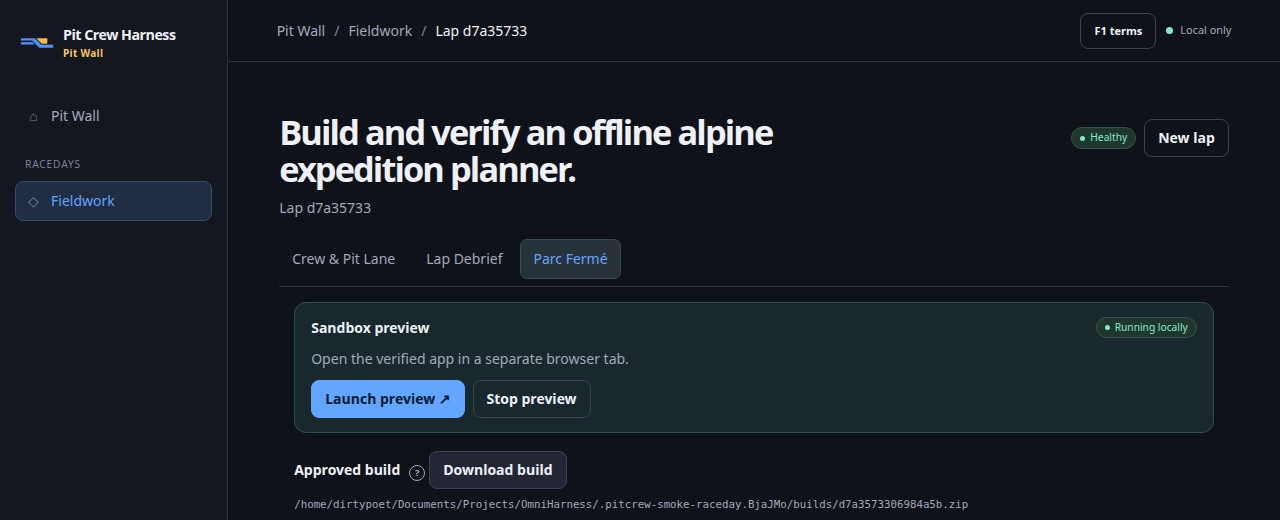 Pit Crew Harness
Pit Wall
Pit Wall / Fieldwork / Lap d7a35733
F1 terms
Local only
Pit Wall
RACEDAYS
Fieldwork
Build and verify an offline alpine
expedition planner.
Healthy
New lap
Lap d7a35733
Crew & Pit Lane
Lap Debrief
Parc Fermé
Sandbox preview
Running locally
Open the verified app in a separate browser tab.
Launch preview ↗
Stop preview
Approved build ?
Download build
/home/dirtypoet/Documents/Projects/OmniHarness/.pitcrew-smoke-raceday.BjaJMo/builds/d7a3573306984a5b.zip